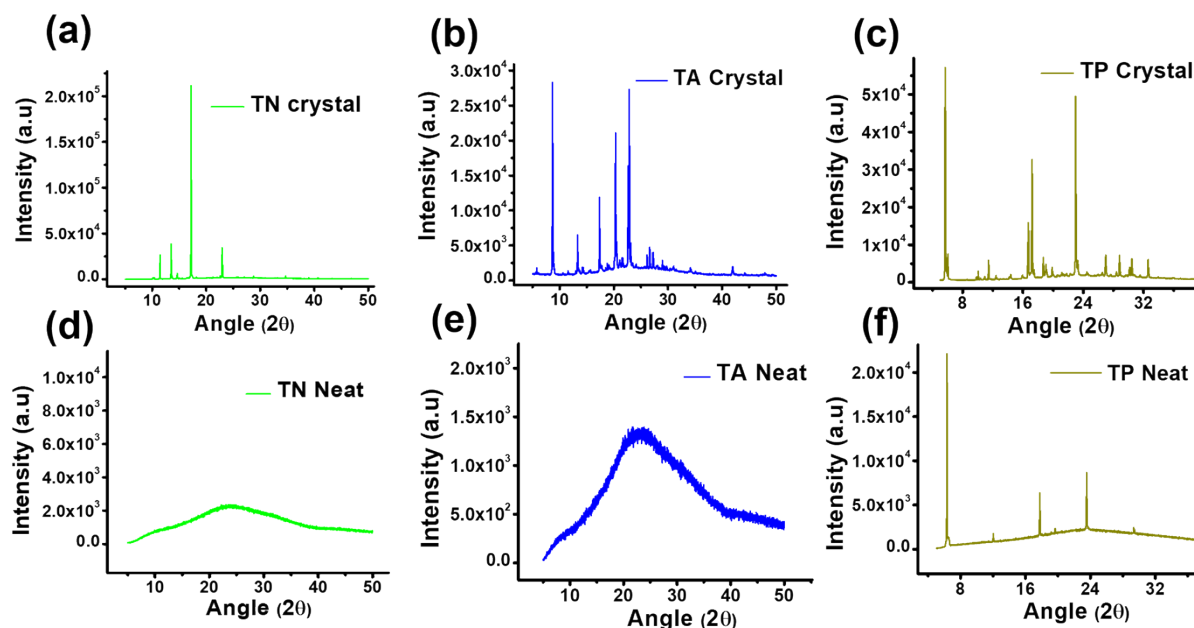 (a)
TN crystal
2.0x10⁵
1.5x10⁵
1.0x10⁵
5.0x10⁴
0.0
Intensity (a.u)
10 20 30 40 50
Angle (2θ)
(b)
TA Crystal
3.0x10⁴
2.5x10⁴
2.0x10⁴
1.5x10⁴
1.0x10⁴
5.0x10³
0.0
Intensity (a.u)
10 20 30 40 50
Angle (2θ)
(c)
TP Crystal
5x10⁴
4x10⁴
3x10⁴
2x10⁴
1x10⁴
0
Intensity (a.u)
8 16 24 32
Angle (2θ)
(d)
TN Neat
1.0x10⁴
8.0x10³
6.0x10³
4.0x10³
2.0x10³
0.0
Intensity (a.u)
10 20 30 40 50
Angle (2θ)
(e)
TA Neat
2.0x10³
1.5x10³
1.0x10³
5.0x10²
0.0
Intensity (a.u)
10 20 30 40 50
Angle (2θ)
(f)
TP Neat
2.0x10⁴
1.5x10⁴
1.0x10⁴
5.0x10³
0.0
Intensity (a.u)
8 16 24 32
Angle (2θ)